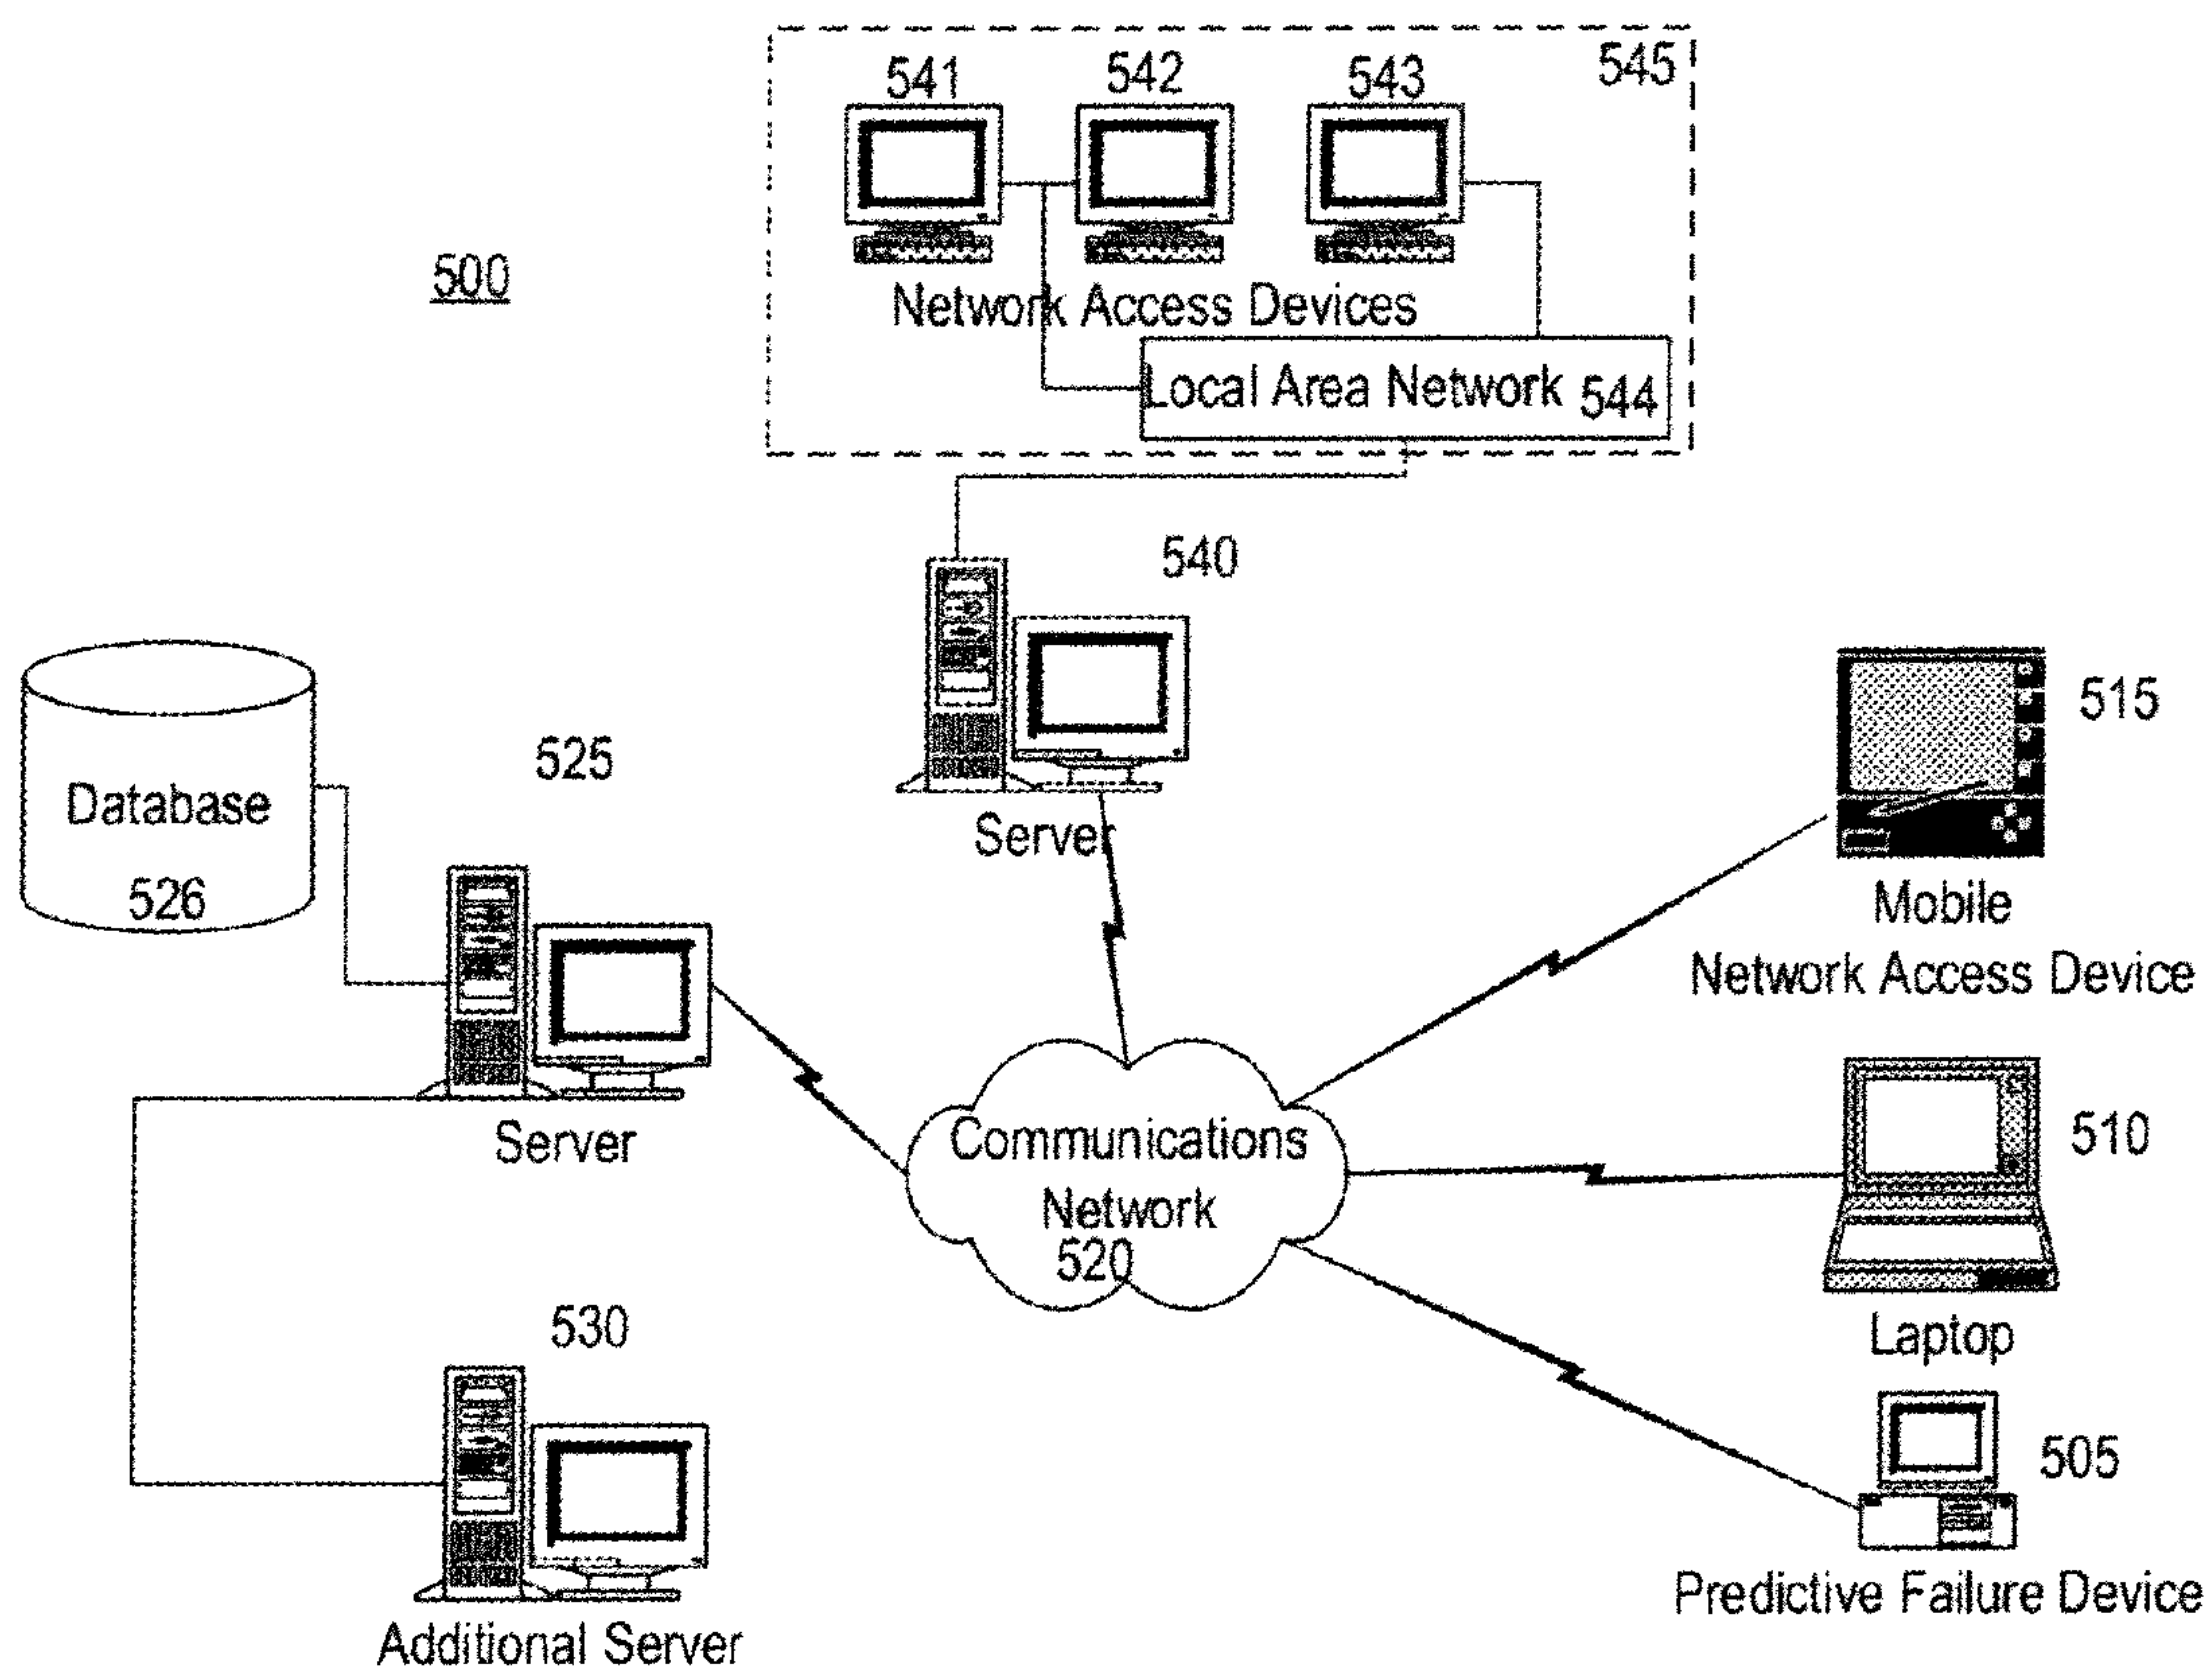 541 542 543 545
500
Network Access Devices
Local Area Network 544
540
Server
Database
526
525
Server
515
Mobile
Network Access Device
Communications
Network
520
510
Laptop
530
Additional Server
505
Predictive Failure Device